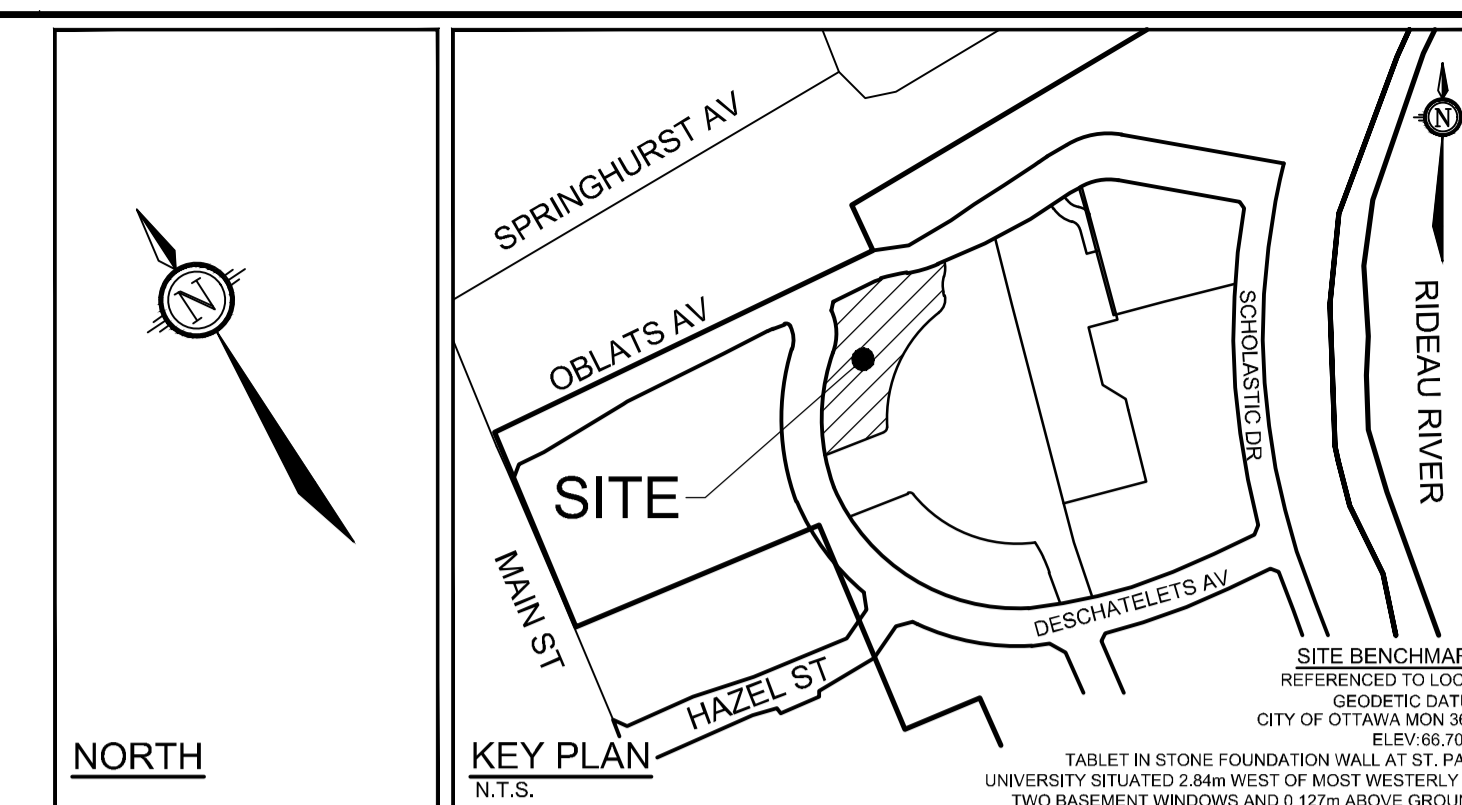 N
NORTH
SPRINGHURST AV
N
OBLATS AV
SCHOLASTIC DR
RIDEAU RIVER
SITE
MAIN ST
DESCHATELETS AV
HAZEL ST
KEY PLAN
N.T.S.
SITE BENCHMAR
REFERENCED TO LOC
GEODETIC DAT
CITY OF OTTAWA MON 36
ELEV:66.70
TABLET IN STONE FOUNDATION WALL AT ST. PA
UNIVERSITY SITUATED 2.84m WEST OF MOST WESTERLY
TWO BASEMENT WINDOWS AND 0.127m ABOVE GROUN